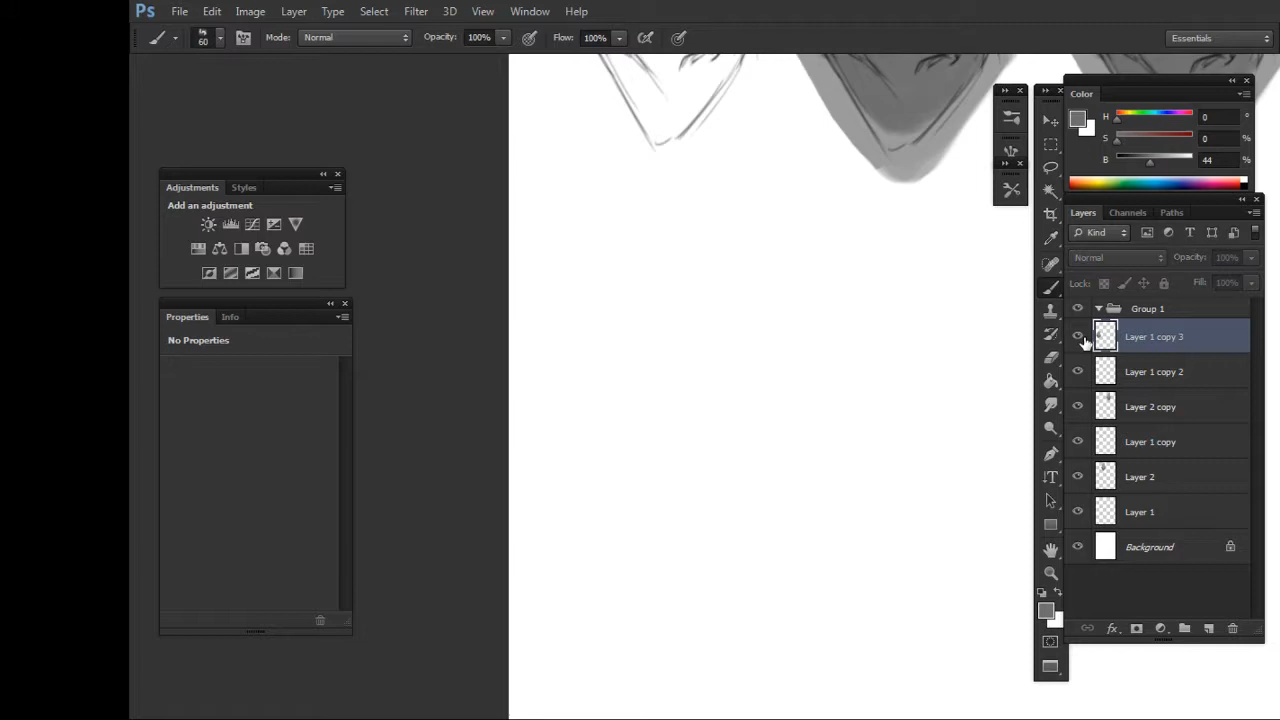 Ps File Edit Image Layer Type Select Filter 3D View Window Help
60 Mode: Normal Opacity: 100% Flow: 100% Essentials
Color
H 0 °
S 0 %
B 44 %
Adjustments Styles
Add an adjustment
Properties Info
No Properties
Layers Channels Paths
Kind
Normal Opacity: 100%
Lock: Fill: 100%
Group 1
Layer 1 copy 3
Layer 1 copy 2
Layer 2 copy
Layer 1 copy
Layer 2
Layer 1
Background
fx